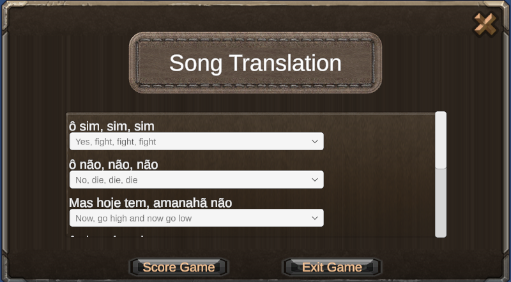 Song Translation
ô sim, sim, sim
Yes, fight, fight, fight
ô não, não, não
No, die, die, die
Mas hoje tem, amanahã não
Now, go high and now go low
Score Game
Exit Game